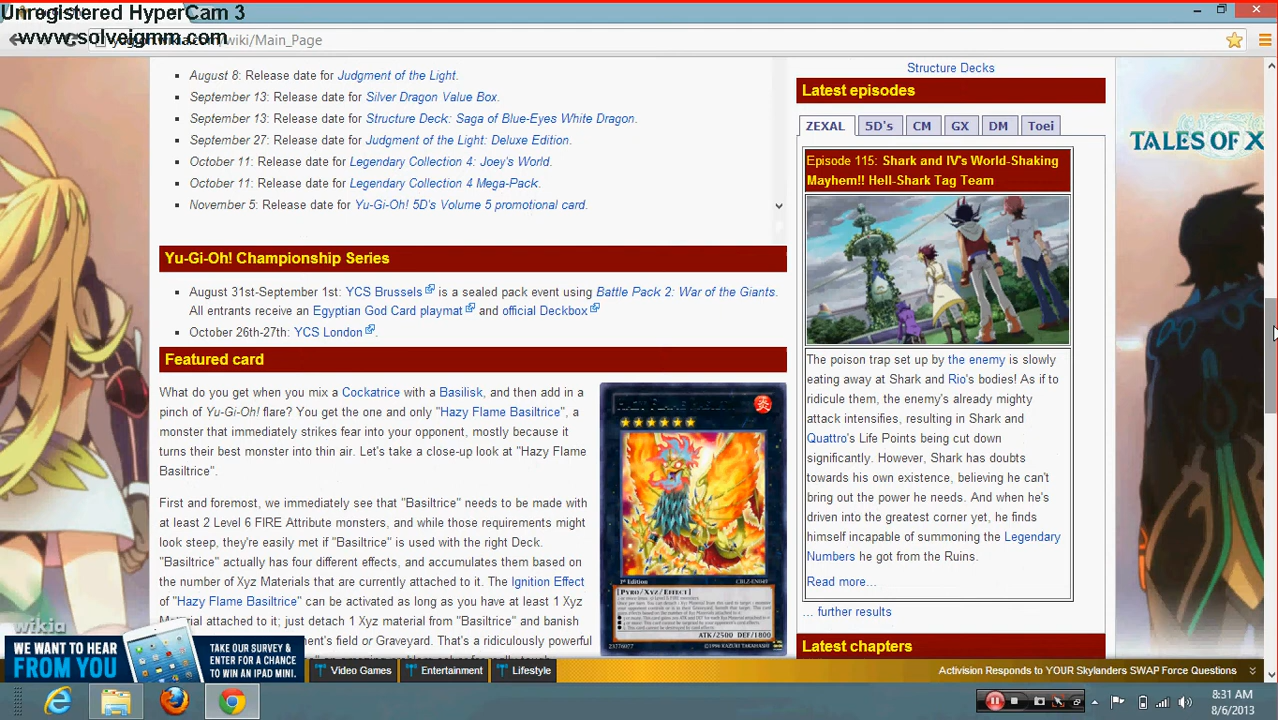 Unregistered HyperCam 3
www.solveigmm.com
.wikia.com/wiki/Main_Page
August 8: Release date for Judgment of the Light.
September 13: Release date for Silver Dragon Value Box.
September 13: Release date for Structure Deck: Saga of Blue-Eyes White Dragon.
September 27: Release date for Judgment of the Light: Deluxe Edition.
October 11: Release date for Legendary Collection 4: Joey's World.
October 11: Release date for Legendary Collection 4 Mega-Pack.
November 5: Release date for Yu-Gi-Oh! 5D's Volume 5 promotional card.
Yu-Gi-Oh! Championship Series
August 31st-September 1st: YCS Brussels is a sealed pack event using Battle Pack 2: War of the Giants.
All entrants receive an Egyptian God Card playmat and official Deckbox
October 26th-27th: YCS London.
Featured card
What do you get when you mix a Cockatrice with a Basilisk, and then add in a
pinch of Yu-Gi-Oh! flare? You get the one and only "Hazy Flame Basiltrice", a
monster that immediately strikes fear into your opponent, mostly because it
turns their best monster into thin air. Let's take a close-up look at "Hazy Flame
Basiltrice".
First and foremost, we immediately see that "Basiltrice" needs to be made with
at least 2 Level 6 FIRE Attribute monsters, and while those requirements might
look steep, they're easily met if "Basiltrice" is used with the right Deck.
"Basiltrice" actually has four different effects, and accumulates them based on
the number of Xyz Materials that are currently attached to it. The Ignition Effect
of "Hazy Flame Basiltrice" can be activated as long as you have at least 1 Xyz
Material attached to it; just detach 1 Xyz material from "Basiltrice" and banish
ent's field or Graveyard. That's a ridiculously powerful
炎
1st Edition
CBLZ-EN045
[PYRO/XYZ/EFFECT]
ATK/2500 DEF/1800
23776077
©1996 KAZUKI TAKAHASHI
Structure Decks
Latest episodes
ZEXAL 5D's CM GX DM Toei
Episode 115: Shark and IV's World-Shaking
Mayhem!! Hell-Shark Tag Team
The poison trap set up by the enemy is slowly
eating away at Shark and Rio's bodies! As if to
ridicule them, the enemy's already mighty
attack intensifies, resulting in Shark and
Quattro's Life Points being cut down
significantly. However, Shark has doubts
towards his own existence, believing he can't
bring out the power he needs. And when he's
driven into the greatest corner yet, he finds
himself incapable of summoning the Legendary
Numbers he got from the Ruins.
Read more...
... further results
Latest chapters
TALES OF X
wikia
WE WANT TO HEAR
FROM YOU
TAKE OUR SURVEY &
ENTER FOR A CHANCE
TO WIN AN IPAD MINI.
Video Games Entertainment Lifestyle
Activision Responds to YOUR Skylanders SWAP Force Questions
8:31 AM
8/6/2013